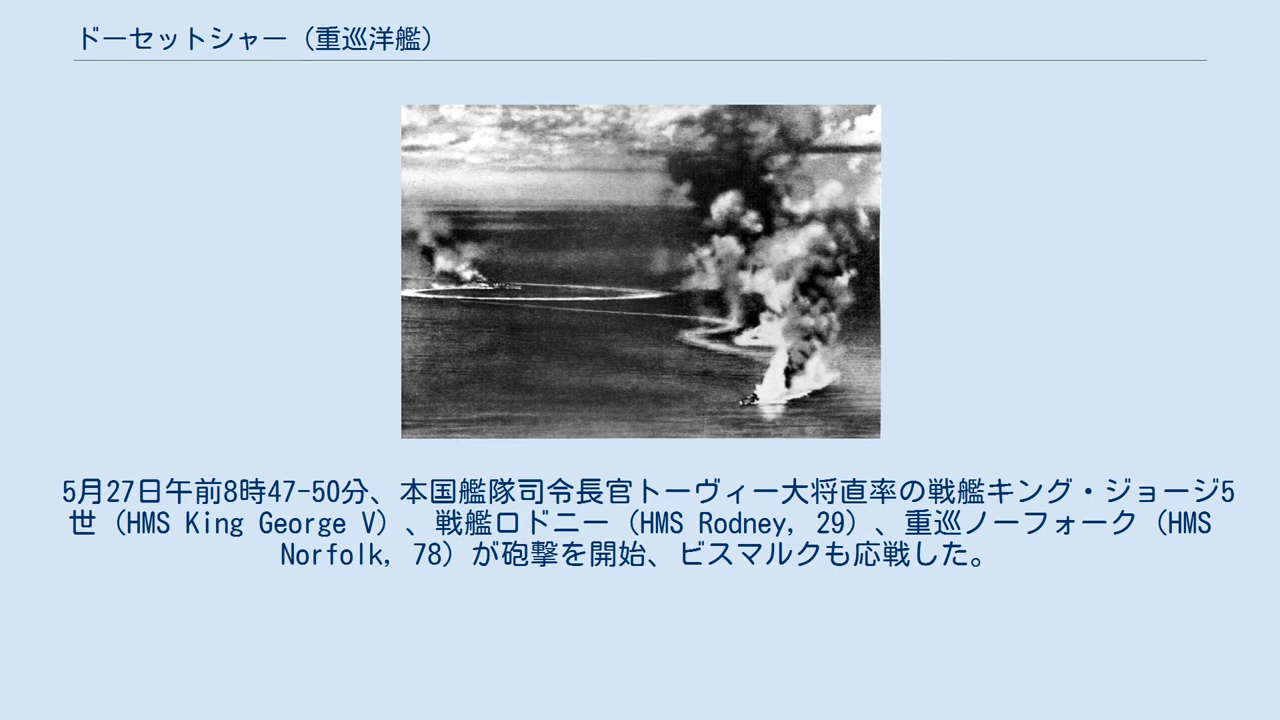 ドーセットシャー（重巡洋艦）
5月27日午前8時47-50分、本国艦隊司令長官トーヴィー大将直率の戦艦キング・ジョージ5
世（HMS King George V）、戦艦ロドニー（HMS Rodney, 29）、重巡ノーフォーク（HMS
Norfolk, 78）が砲撃を開始、ビスマルクも応戦した。